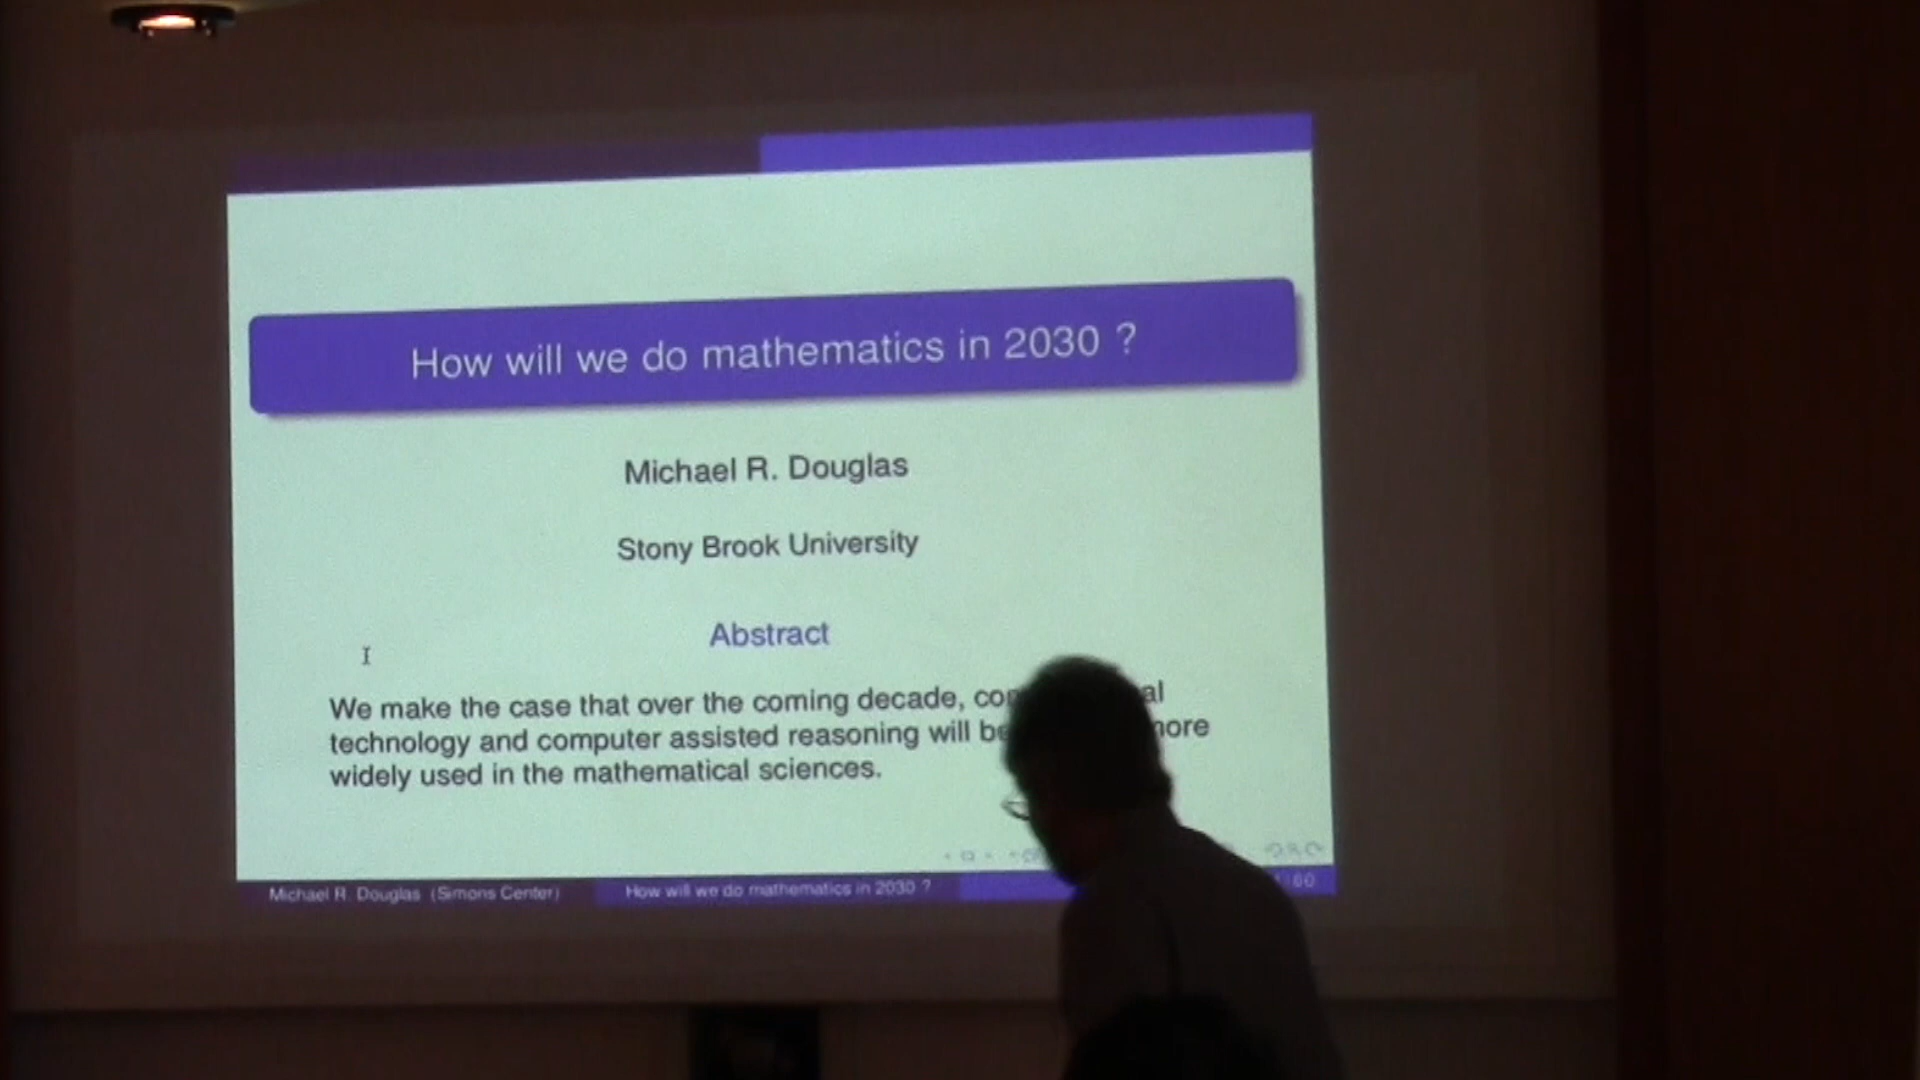 How will we do mathematics in 2030 ?
Michael R. Douglas
Stony Brook University
Abstract
We make the case that over the coming decade,
technology and computer assisted reasoning will
widely used in the mathematical sciences.
Michael R. Douglas (Simons Center)
How will we do mathematics in 2030 ?
60